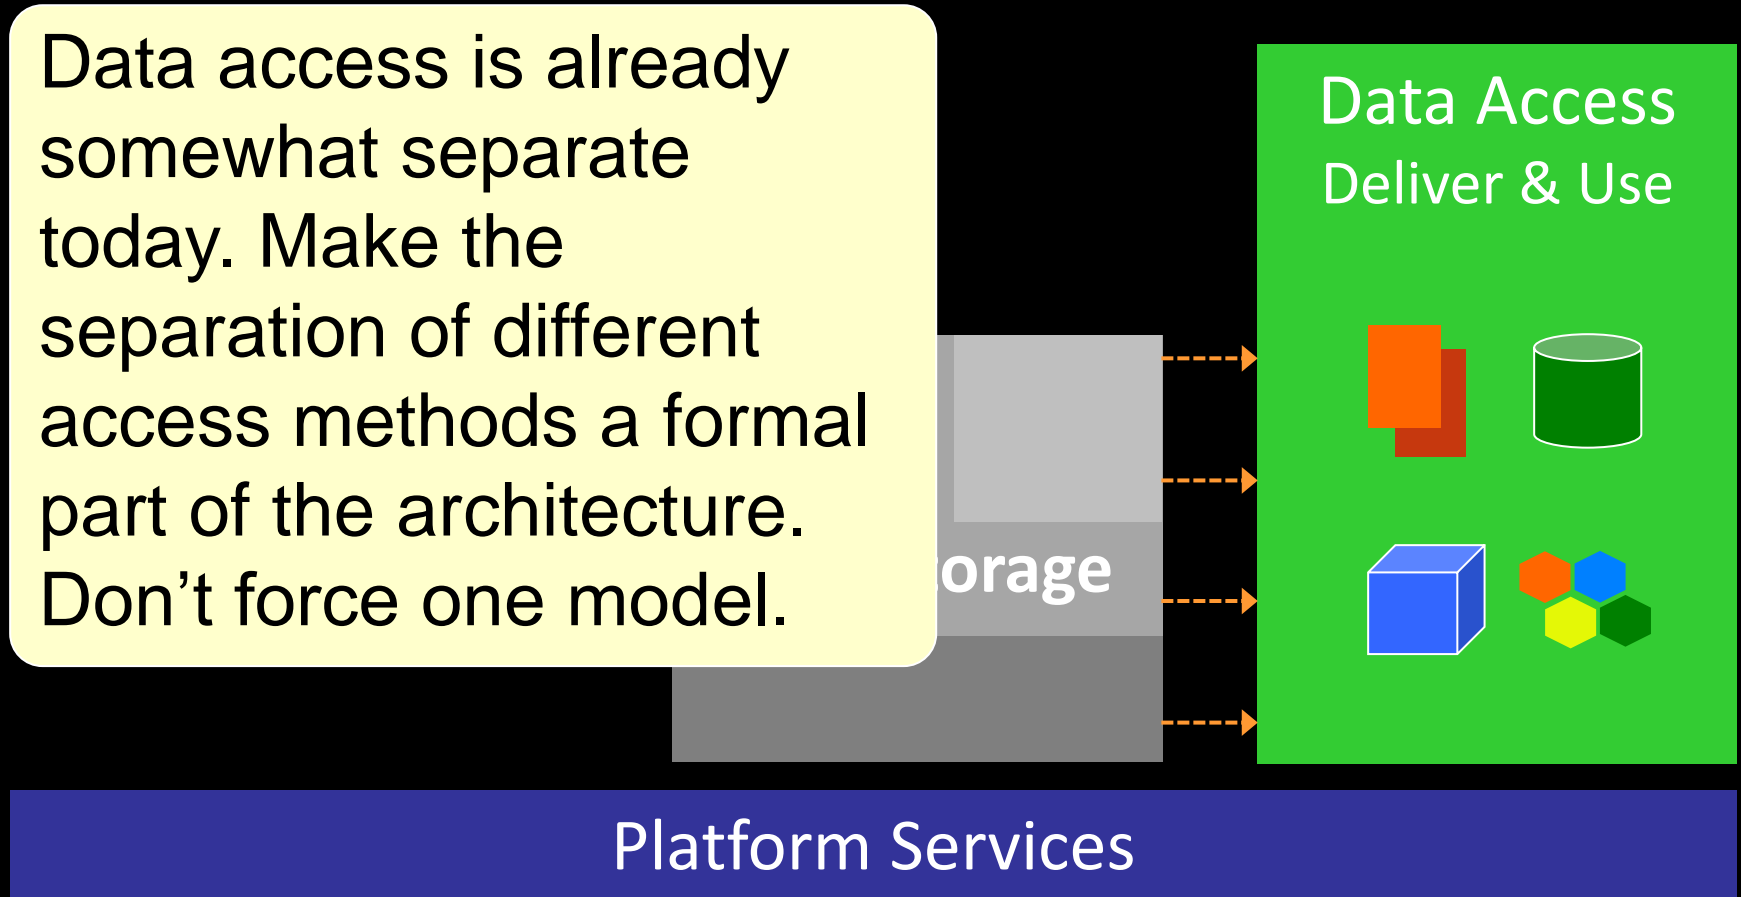 Data access is already
somewhat separate
today. Make the
separation of different
access methods a formal
part of the architecture.
Don’t force one model.
Data Access
Deliver & Use
orage
Platform Services